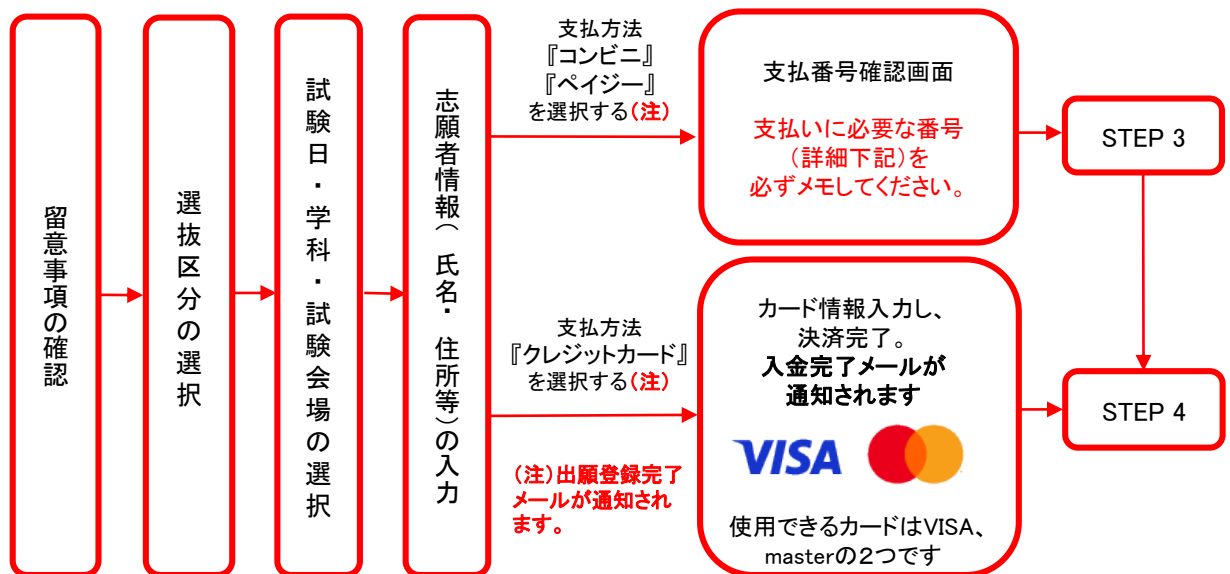 留意事項の確認
選抜区分の選択
試験日・学科・試験会場の選択
志願者情報（氏名・住所等）の入力
支払方法
『コンビニ』
『ペイジー』
を選択する(注)
支払番号確認画面
支払いに必要な番号
（詳細下記）を
必ずメモしてください。
STEP 3
支払方法
『クレジットカード』
を選択する(注)
(注)出願登録完了
メールが通知され
ます。
カード情報入力し、
決済完了。
入金完了メールが
通知されます
VISA
使用できるカードはVISA、
masterの２つです
STEP 4